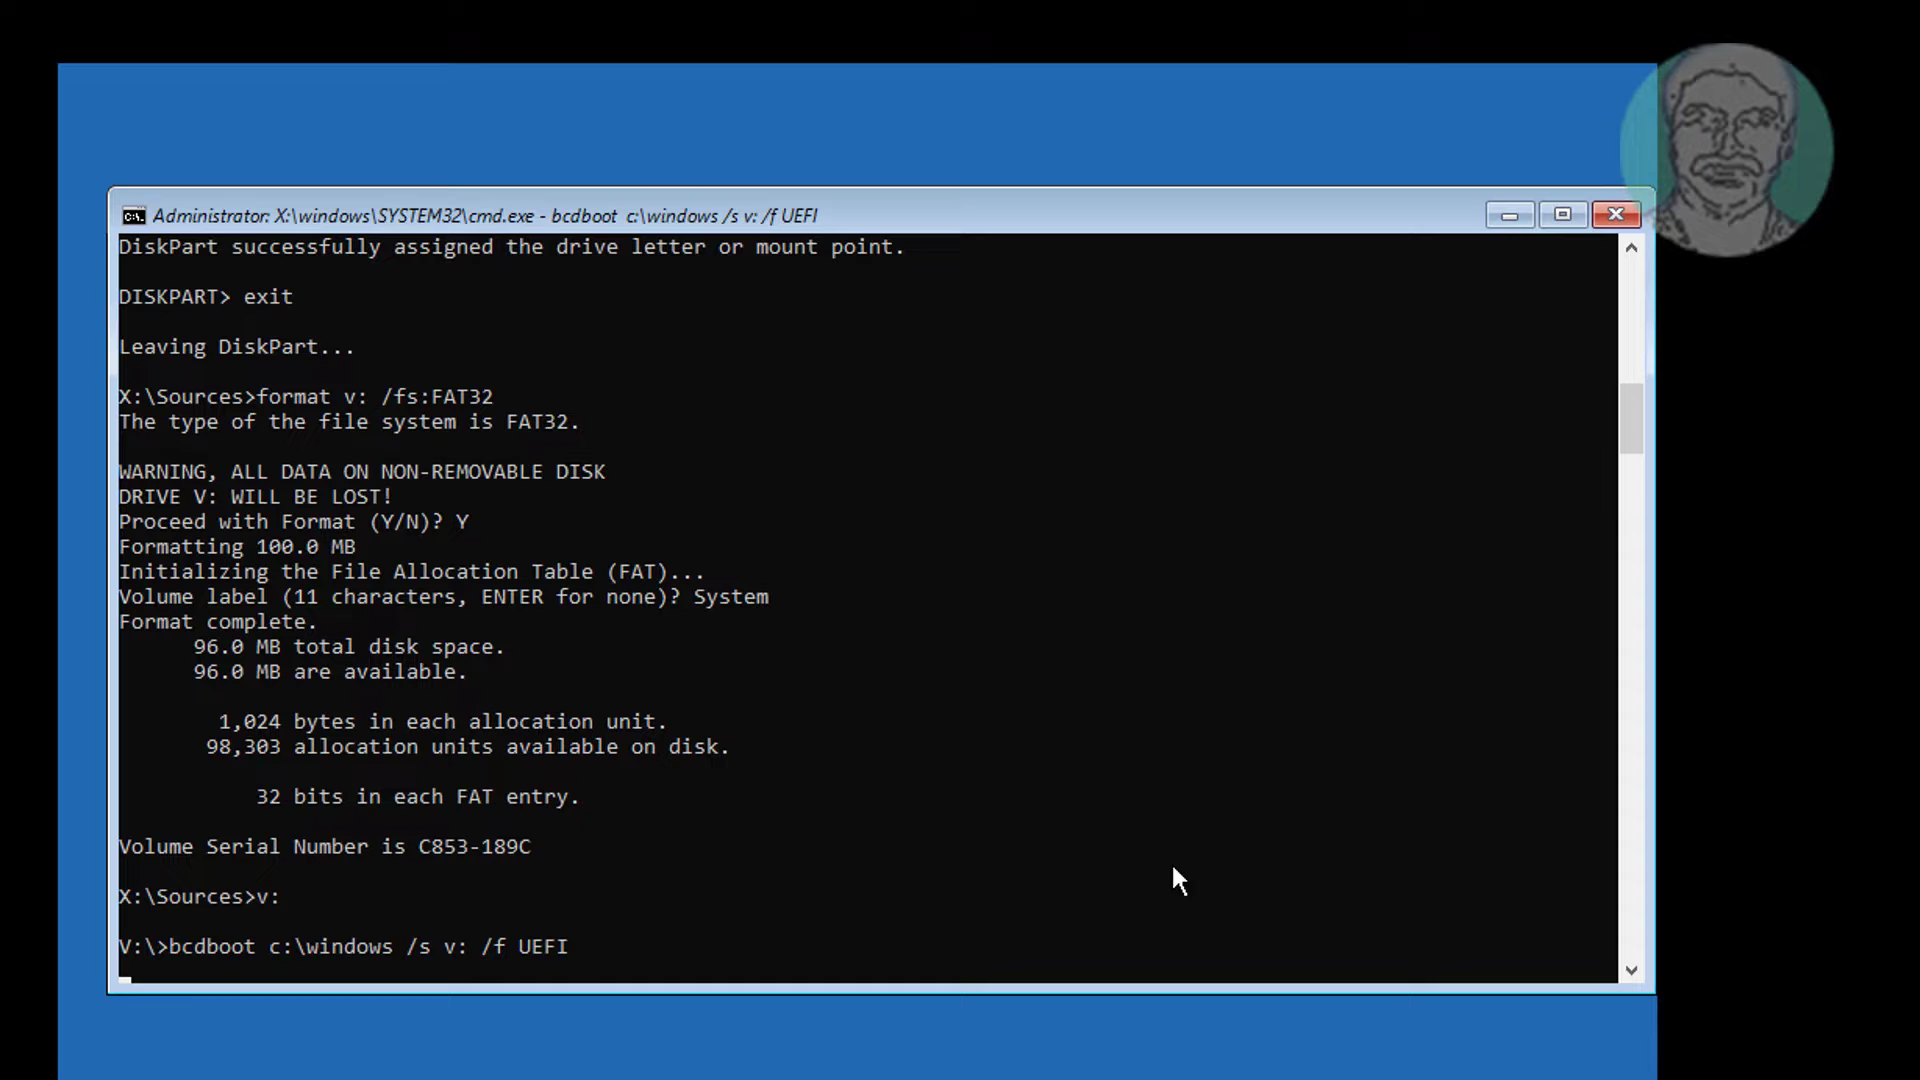 Administrator: X:\windows\SYSTEM32\cmd.exe - bcdboot  c:\windows /s v: /f UEFI
DiskPart successfully assigned the drive letter or mount point.
DISKPART> exit
Leaving DiskPart...
X:\Sources>format v: /fs:FAT32
The type of the file system is FAT32.
WARNING, ALL DATA ON NON-REMOVABLE DISK
DRIVE V: WILL BE LOST!
Proceed with Format (Y/N)? Y
Formatting 100.0 MB
Initializing the File Allocation Table (FAT)...
Volume label (11 characters, ENTER for none)? System
Format complete.
96.0 MB total disk space.
96.0 MB are available.
1,024 bytes in each allocation unit.
98,303 allocation units available on disk.
32 bits in each FAT entry.
Volume Serial Number is C853-189C
X:\Sources>v:
V:\>bcdboot c:\windows /s v: /f UEFI